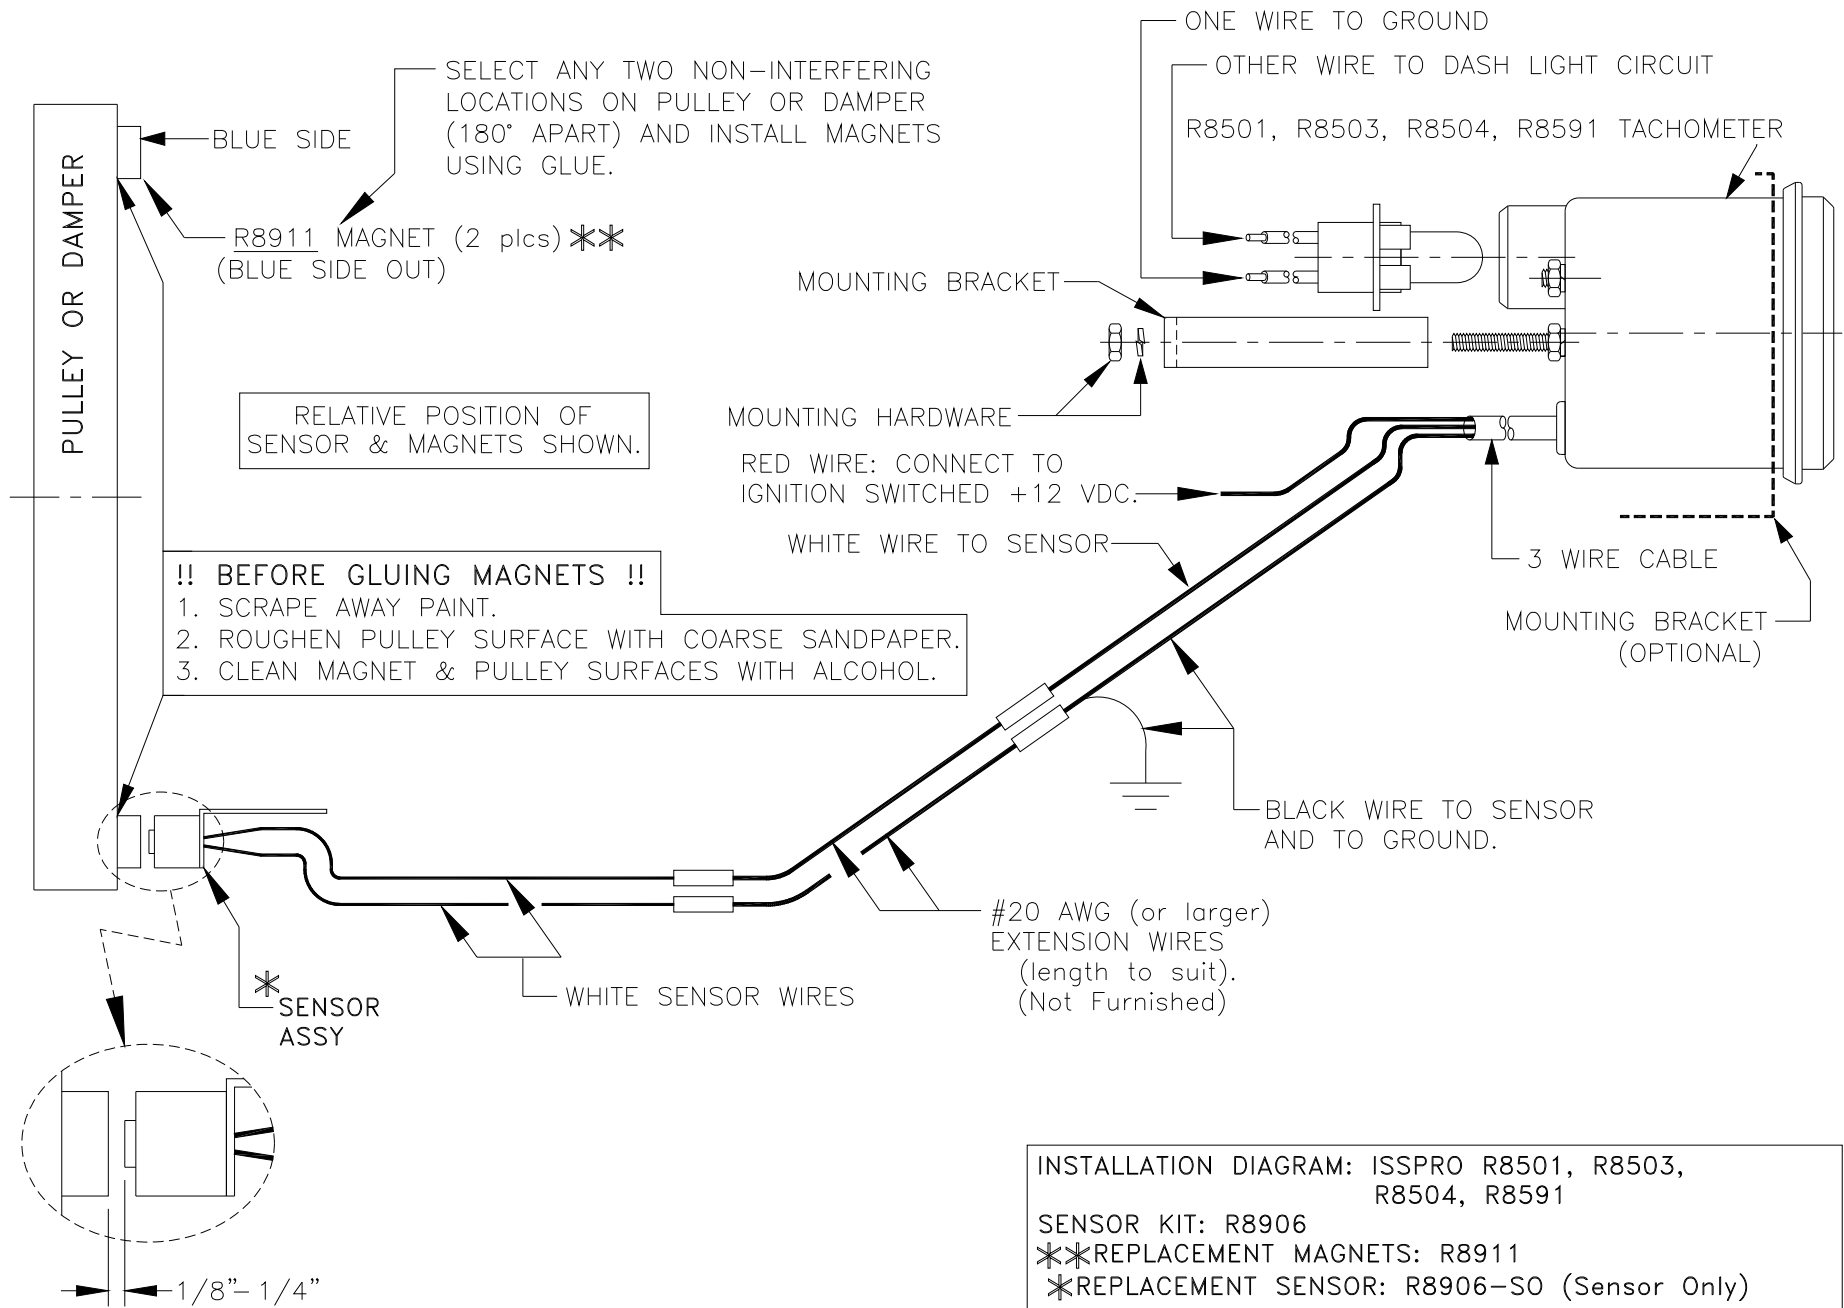 ONE WIRE TO GROUND
OTHER WIRE TO DASH LIGHT CIRCUIT
R8501, R8503, R8504, R8591 TACHOMETER
SELECT ANY TWO NON-INTERFERING
LOCATIONS ON PULLEY OR DAMPER
(180° APART) AND INSTALL MAGNETS
USING GLUE.
BLUE SIDE
R8911 MAGNET (2 plcs) **
(BLUE SIDE OUT)
PULLEY OR DAMPER
MOUNTING BRACKET
RELATIVE POSITION OF
SENSOR & MAGNETS SHOWN.
MOUNTING HARDWARE
RED WIRE: CONNECT TO
IGNITION SWITCHED +12 VDC.
WHITE WIRE TO SENSOR
3 WIRE CABLE
MOUNTING BRACKET
(OPTIONAL)
!! BEFORE GLUING MAGNETS !!
1. SCRAPE AWAY PAINT.
2. ROUGHEN PULLEY SURFACE WITH COARSE SANDPAPER.
3. CLEAN MAGNET & PULLEY SURFACES WITH ALCOHOL.
BLACK WIRE TO SENSOR
AND TO GROUND.
#20 AWG (or larger)
EXTENSION WIRES
(length to suit).
(Not Furnished)
WHITE SENSOR WIRES
*
SENSOR
ASSY
1/8"-1/4"
INSTALLATION DIAGRAM: ISSPRO R8501, R8503,
R8504, R8591
SENSOR KIT: R8906
**REPLACEMENT MAGNETS: R8911
*REPLACEMENT SENSOR: R8906-SO (Sensor Only)